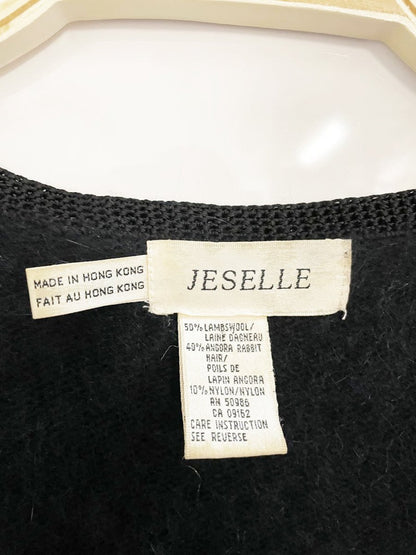 MADE IN HONG KONG
FAIT AU HONG KONG
JESELLE
50% LAMBSWOOL/
LAINE D'AGNEAU
40% ANGORA RABBIT
HAIR/
POILS DE
LAPIN ANGORA
10% NYLON/NYLON
RN 50986
CA 09162
CARE INSTRUCTION
SEE REVERSE